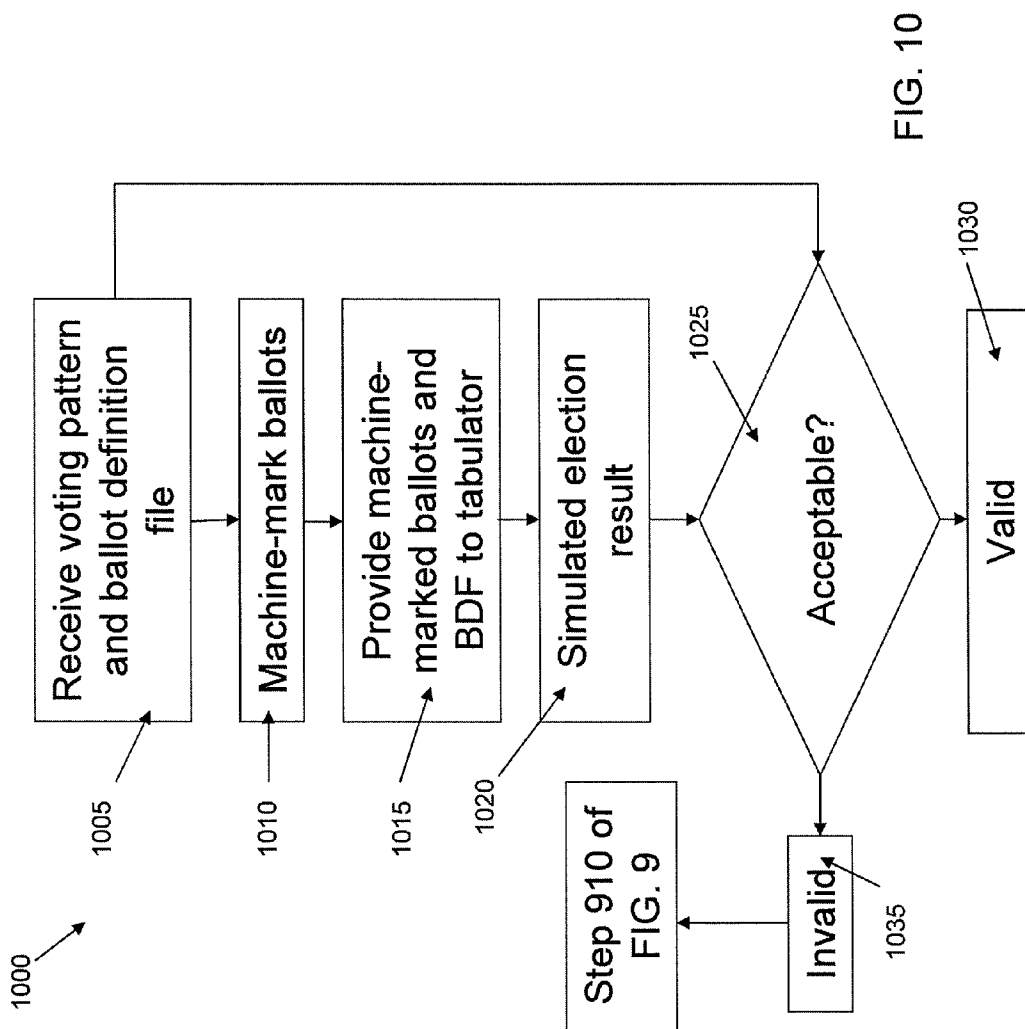 1000
1005
Receive voting pattern
and ballot definition
file
1010
Machine-mark ballots
1015
Provide machine-
marked ballots and
BDF to tabulator
1020
Simulated election
result
1025
Acceptable?
1030
Valid
1035
Invalid
Step 910 of
FIG. 9
FIG. 10